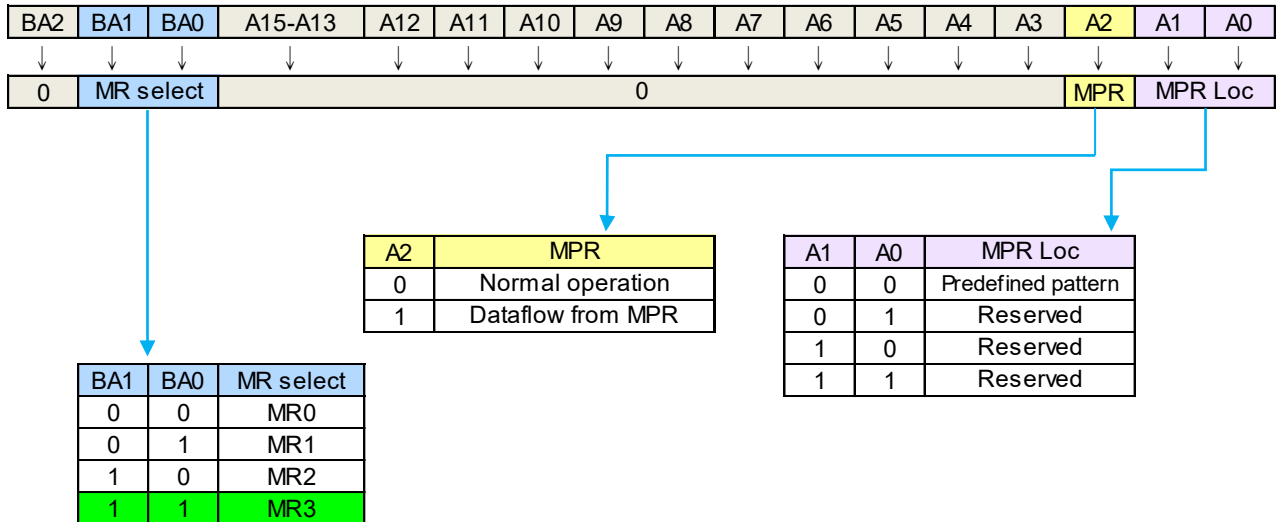 BA2 BA1 BA0 A15-A13 A12 A11 A10 A9 A8 A7 A6 A5 A4 A3 A2 A1 A0
0 MR select 0 MPR MPR Loc
A2 MPR
0 Normal operation
1 Dataflow from MPR
A1 A0 MPR Loc
0 0 Predefined pattern
0 1 Reserved
1 0 Reserved
1 1 Reserved
BA1 BA0 MR select
0 0 MR0
0 1 MR1
1 0 MR2
1 1 MR3